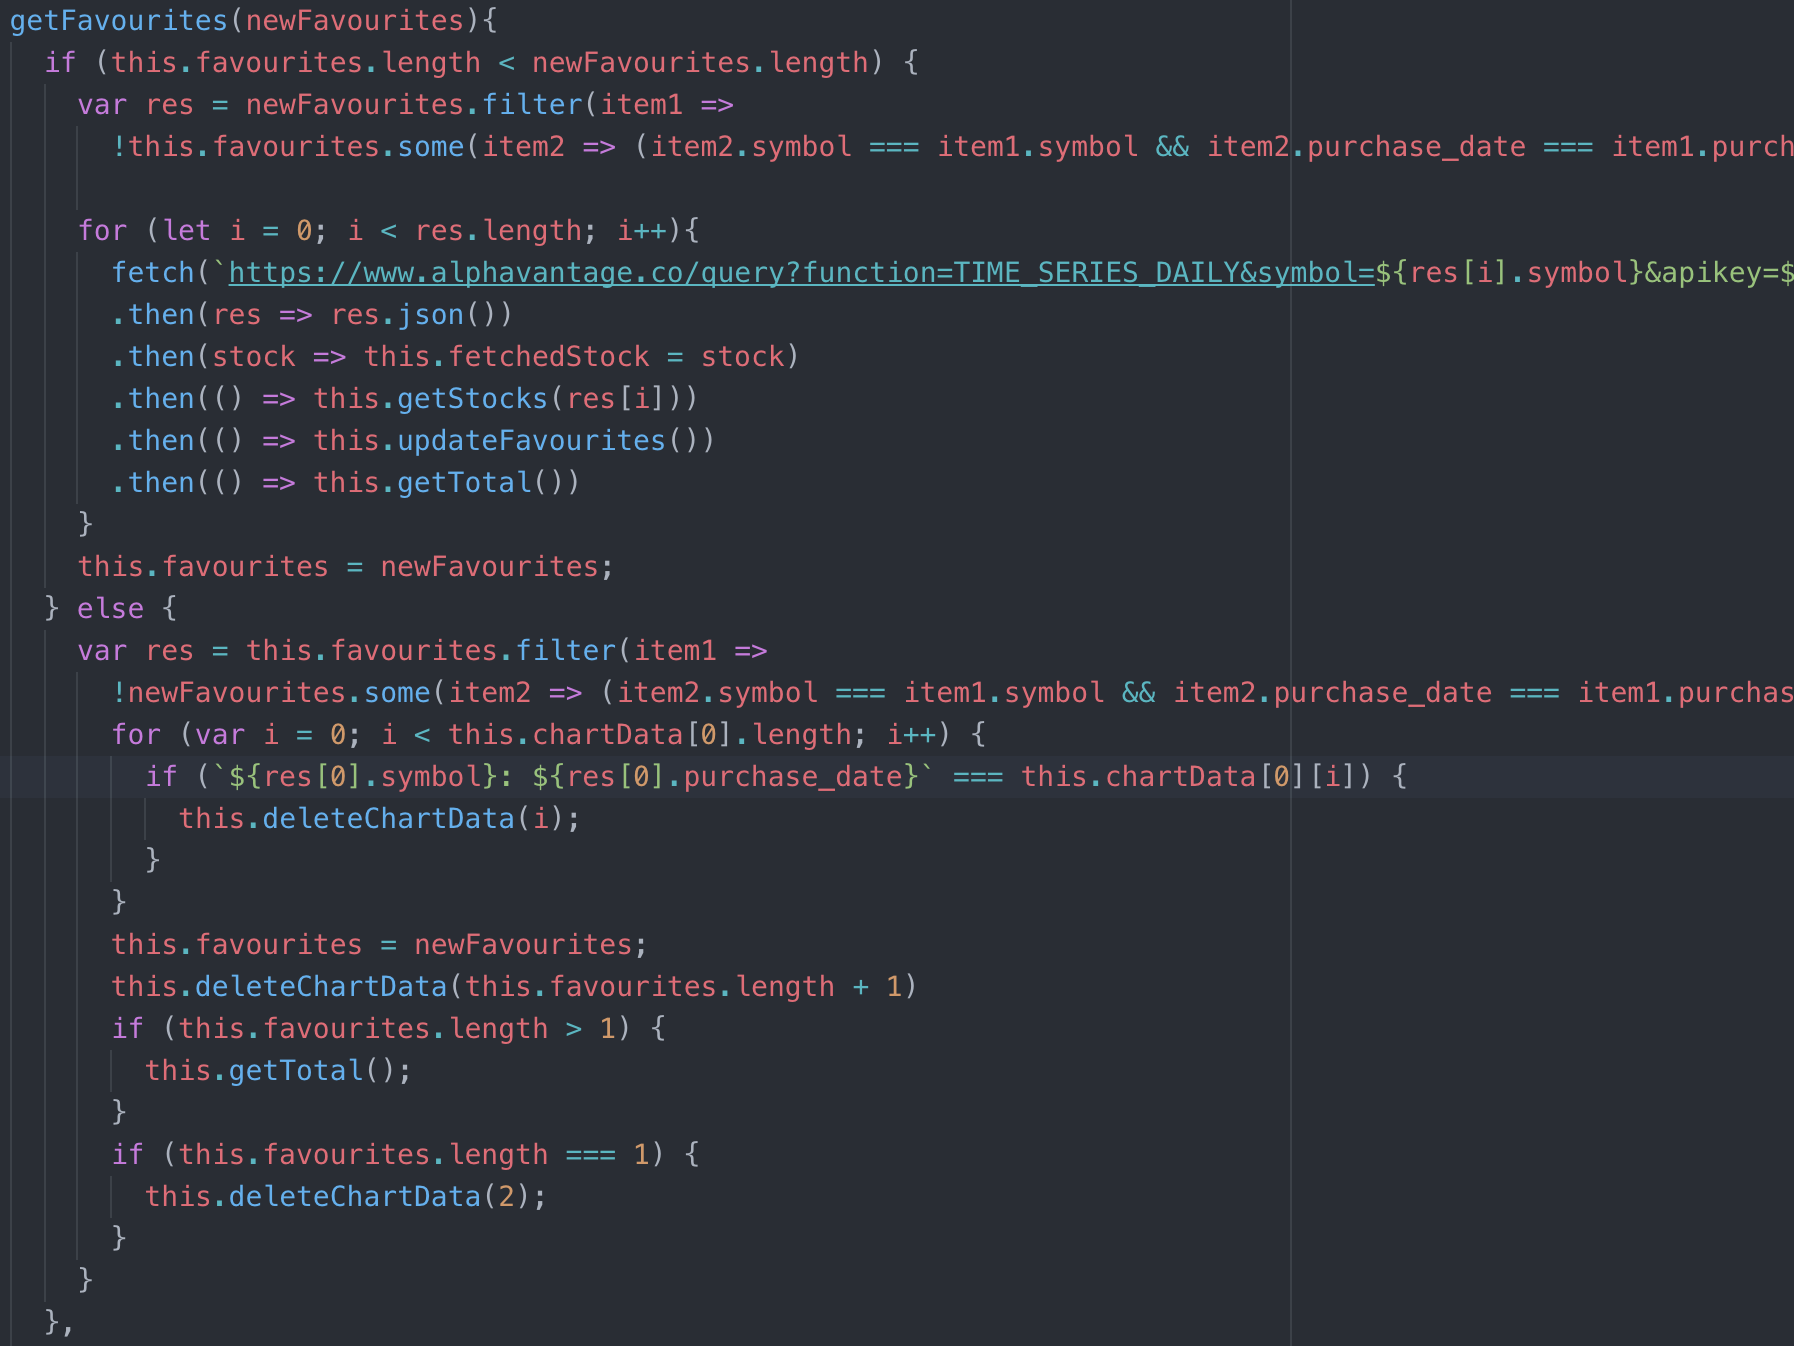 getFavourites(newFavourites){
if (this.favourites.length < newFavourites.length) {
var res = newFavourites.filter(item1 =>
!this.favourites.some(item2 => (item2.symbol === item1.symbol && item2.purchase_date === item1.purch
for (let i = 0; i < res.length; i++){
fetch(`https://www.alphavantage.co/query?function=TIME_SERIES_DAILY&symbol=${res[i].symbol}&apikey=$
.then(res => res.json())
.then(stock => this.fetchedStock = stock)
.then(() => this.getStocks(res[i]))
.then(() => this.updateFavourites())
.then(() => this.getTotal())
}
this.favourites = newFavourites;
} else {
var res = this.favourites.filter(item1 =>
!newFavourites.some(item2 => (item2.symbol === item1.symbol && item2.purchase_date === item1.purchas
for (var i = 0; i < this.chartData[0].length; i++) {
if (`${res[0].symbol}: ${res[0].purchase_date}` === this.chartData[0][i]) {
this.deleteChartData(i);
}
}
this.favourites = newFavourites;
this.deleteChartData(this.favourites.length + 1)
if (this.favourites.length > 1) {
this.getTotal();
}
if (this.favourites.length === 1) {
this.deleteChartData(2);
}
}
},